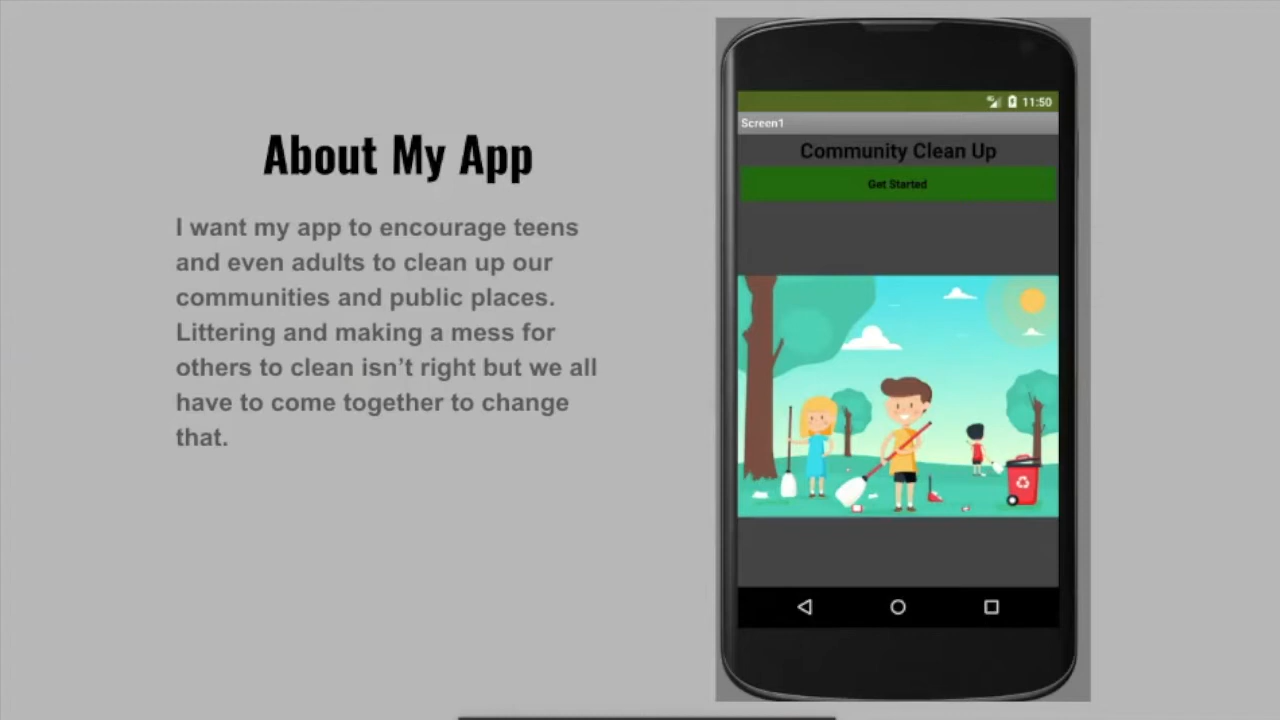 About My App
I want my app to encourage teens
and even adults to clean up our
communities and public places.
Littering and making a mess for
others to clean isn’t right but we all
have to come together to change
that.
11:50
Screen1
Community Clean Up
Get Started